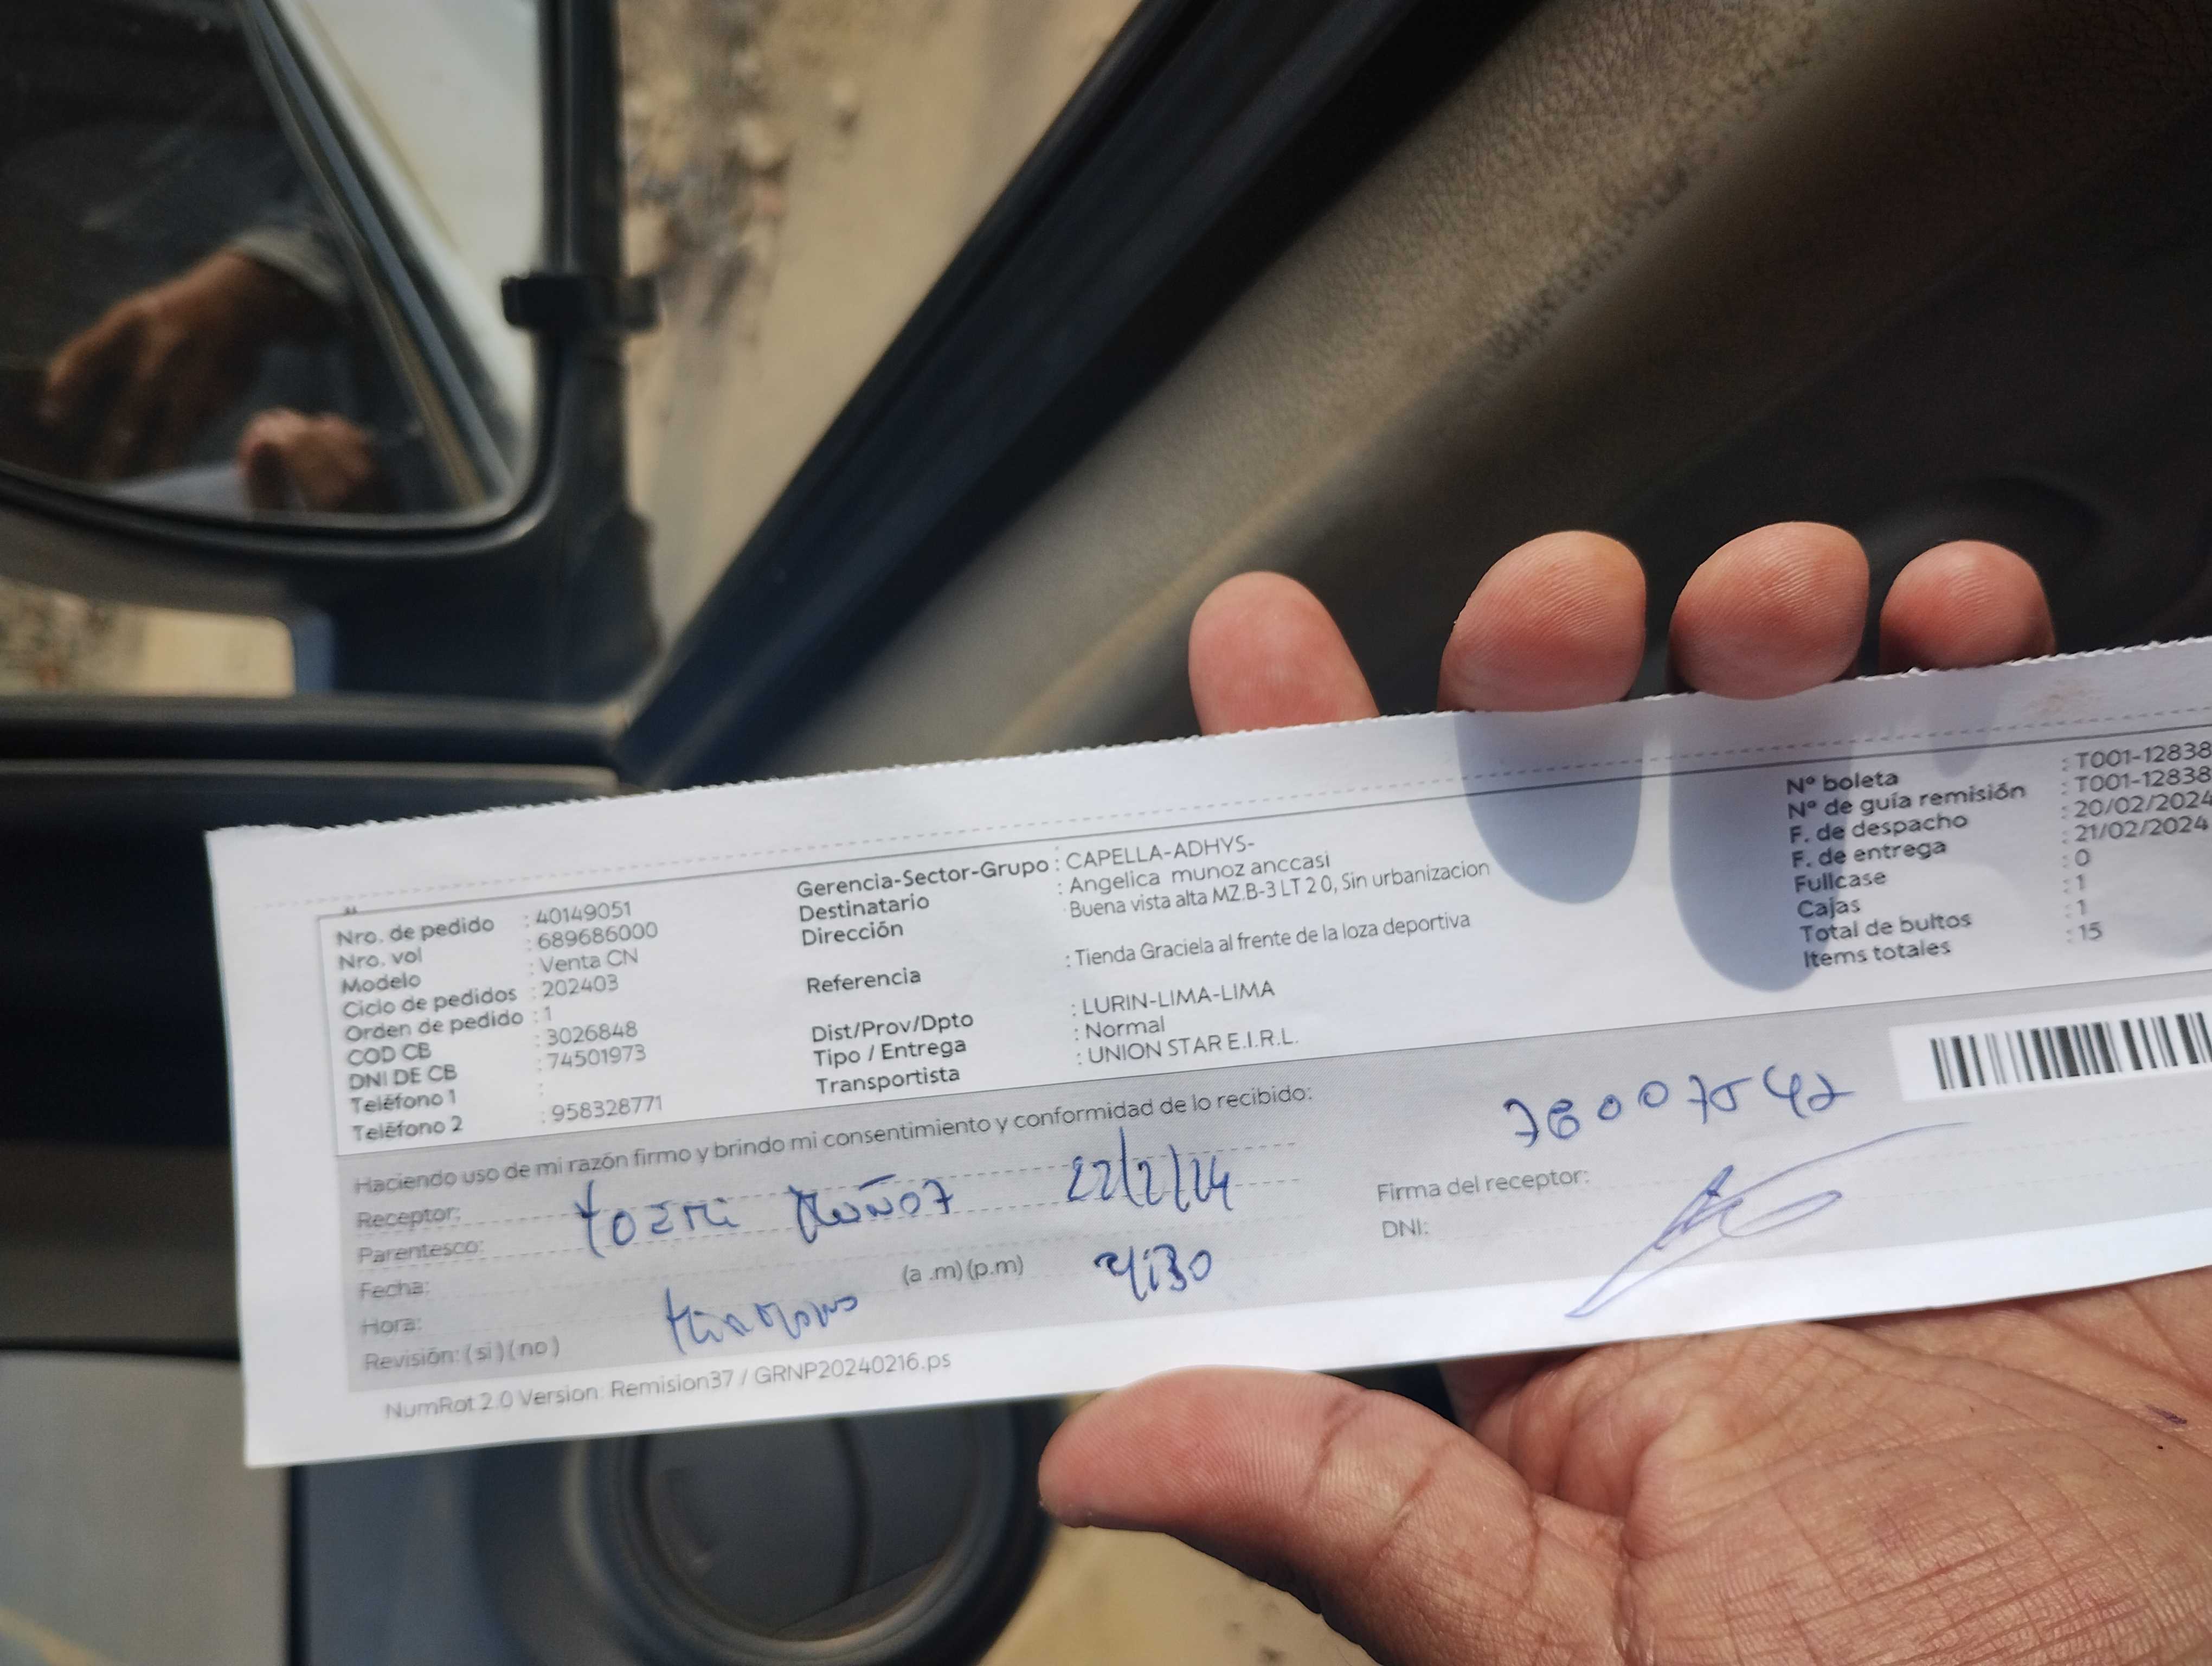 Nro. de pedido : 40149051
Nro. vol : 689686000
Modelo : Venta CN
Ciclo de pedidos : 202403
Orden de pedido : 1
COD CB : 3026848
DNI DE CB : 74501973
Teléfono 1 :
Teléfono 2 : 958328771
Gerencia-Sector-Grupo : CAPELLA-ADHYS-
Destinatario : Angelica munoz anccasi
Dirección : Buena vista alta MZ.B-3 LT 2 0, Sin urbanizacion
Referencia : Tienda Graciela al frente de la loza deportiva
Dist/Prov/Dpto : LURIN-LIMA-LIMA
Tipo / Entrega : Normal
Transportista : UNION STAR E.I.R.L.
Nº boleta : T001-12838
Nº de guía remisión : T001-12838
F. de despacho : 20/02/2024
F. de entrega : 21/02/2024
Fullcase : 0
Cajas : 1
Total de bultos : 1
Items totales : 15
Haciendo uso de mi razón firmo y brindo mi consentimiento y conformidad de lo recibido:
Receptor:
Muñoz 22/2/24
Parentesco:
Fecha:
Hora: (a .m) (p.m)
Revisión: ( si ) ( no )
Firma del receptor:
DNI:
NumRot 2.0 Version: Remision37 / GRNP20240216.ps